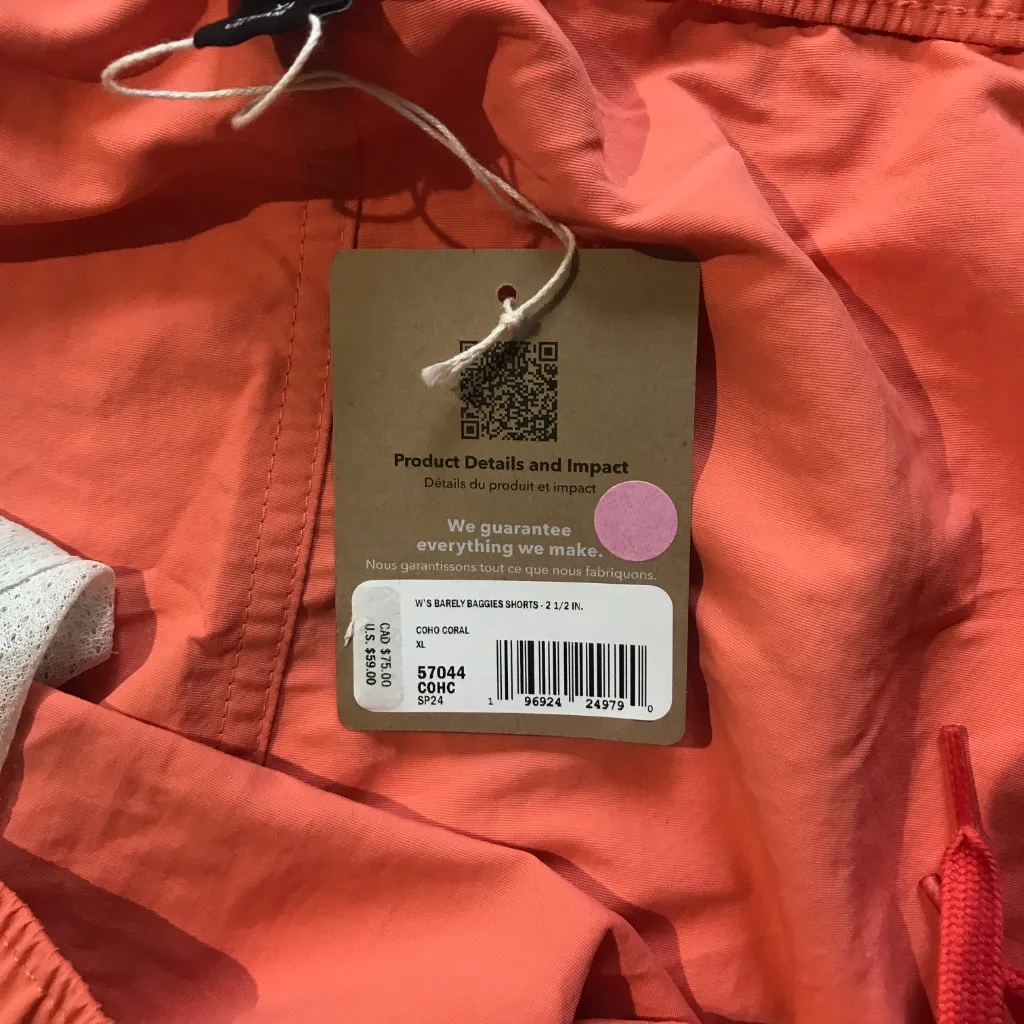 Product Details and Impact
Détails du produit et impact
We guarantee
everything we make.
Nous garantissons tout ce que nous fabriquons.
W'S BARELY BAGGIES SHORTS - 2 1/2 IN.
COHO CORAL
XL
57044
COHC
SP24
CAD $75.00
U.S. $59.00
1 96924 24979 0